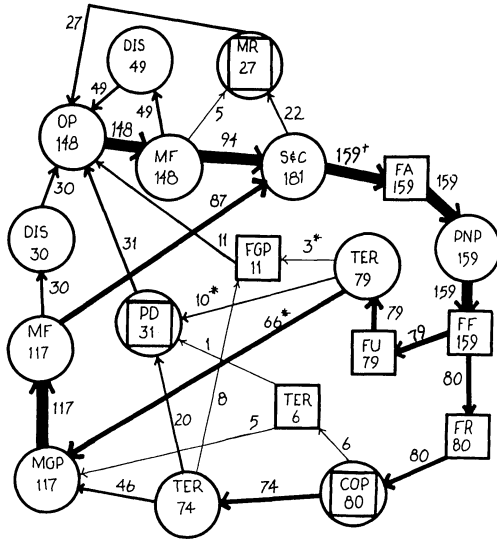 27
DIS
49
MR
27
49
49
5
22
OP
148
148
MF
148
94
S&C
181
159†
FA
159
159
30
87
DIS
30
31
11
FGP
11
3*
TER
79
PNP
159
159
30
10*
PD
31
66*
79
FU
79
79
FF
159
MF
117
1
80
117
20
8
5
TER
6
FR
80
6
80
MGP
117
46
TER
74
74
COP
80